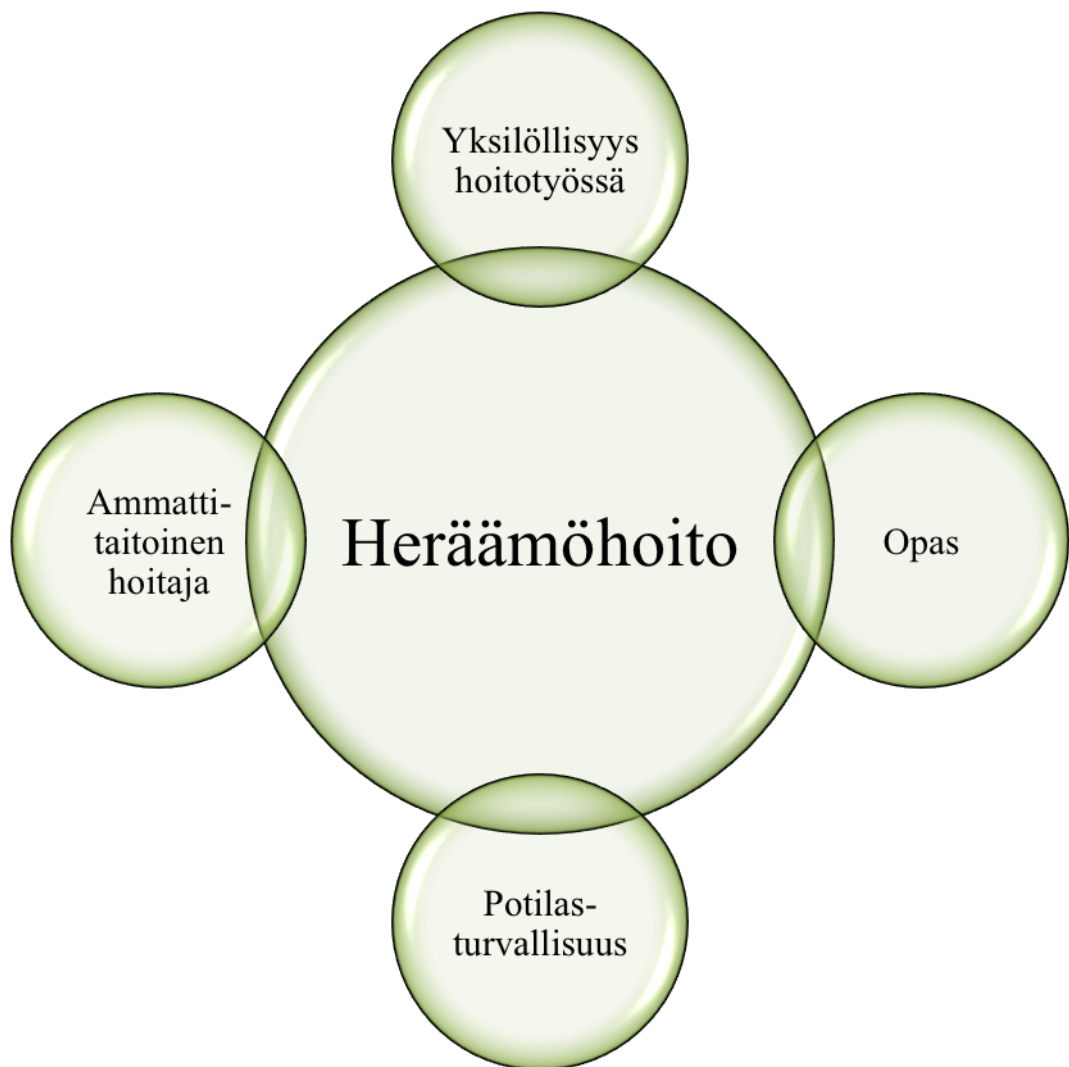 Yksilöllisyys
hoitotyössä
Ammatti-
taitoinen
hoitaja
Heräämöhoito
Opas
Potilas-
turvallisuus